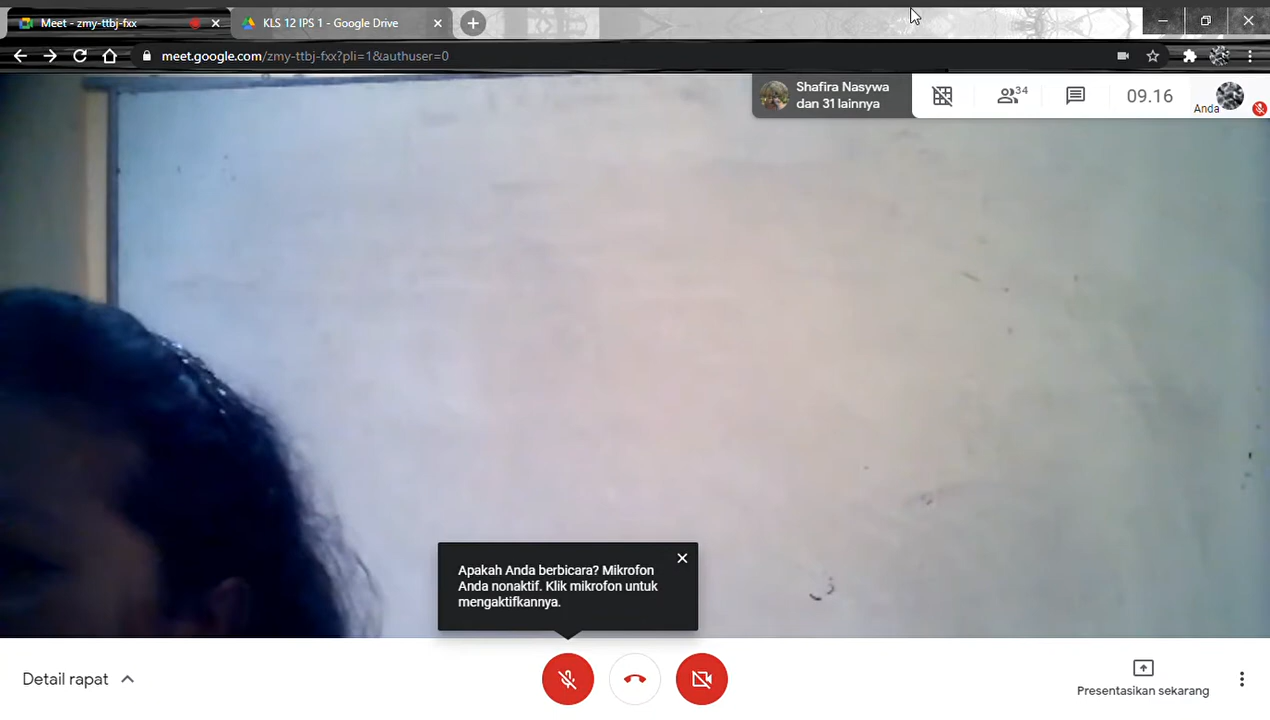 Meet - zmy-ttbj-fxx
KLS 12 IPS 1 - Google Drive
meet.google.com/zmy-ttbj-fxx?pli=1&authuser=0
Shafira Nasywa
dan 31 lainnya
34
09.16
Anda
Apakah Anda berbicara? Mikrofon
Anda nonaktif. Klik mikrofon untuk
mengaktifkannya.
Detail rapat
Presentasikan sekarang